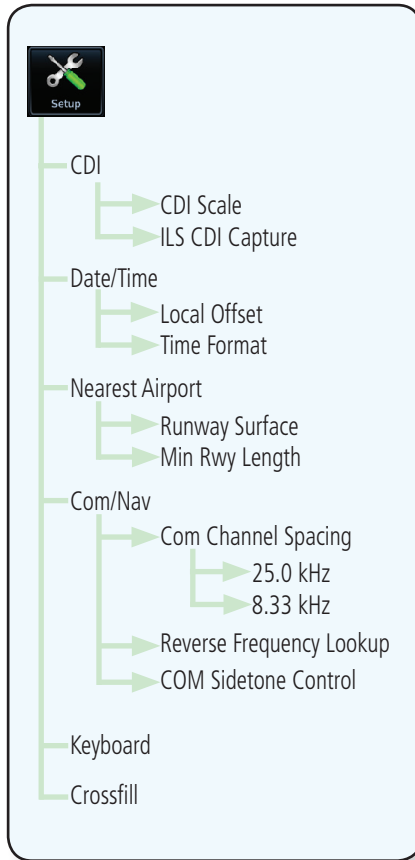 Setup
CDI
CDI Scale
ILS CDI Capture
Date/Time
Local Offset
Time Format
Nearest Airport
Runway Surface
Min Rwy Length
Com/Nav
Com Channel Spacing
25.0 kHz
8.33 kHz
Reverse Frequency Lookup
COM Sidetone Control
Keyboard
Crossfill